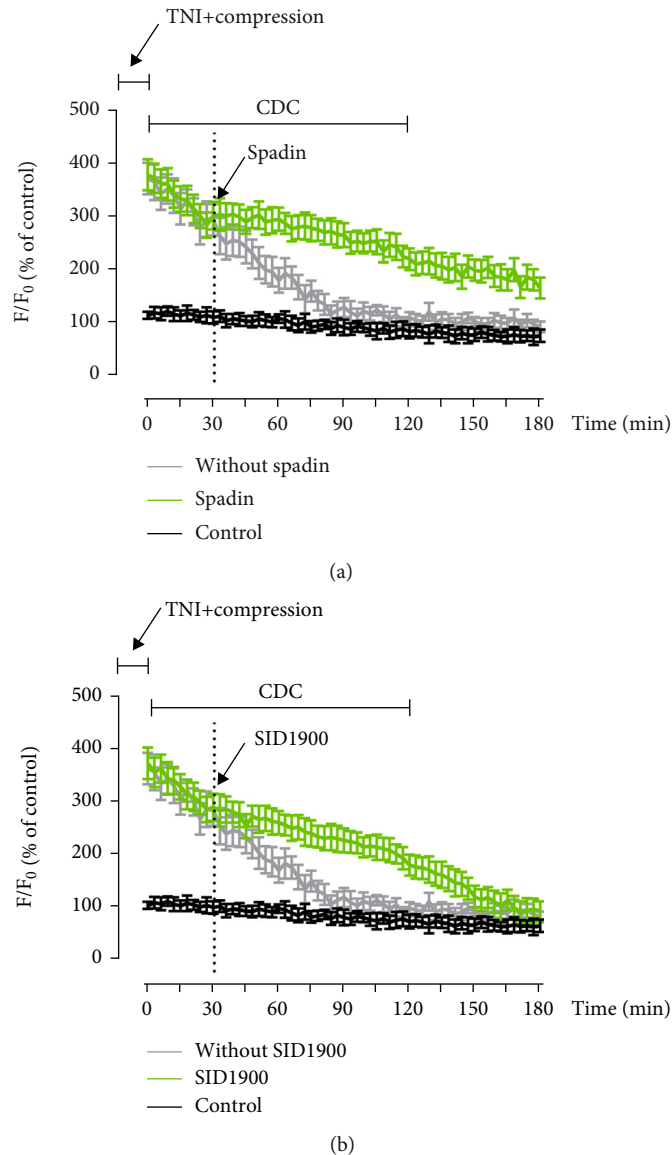 TNI+compression
CDC
Spadin
500
400
300
200
100
0
F/F0 (% of control)
0 30 60 90 120 150 180 Time (min)
Without spadin
Spadin
Control
(a)
TNI+compression
CDC
SID1900
500
400
300
200
100
0
F/F0 (% of control)
0 30 60 90 120 150 180 Time (min)
Without SID1900
SID1900
Control
(b)